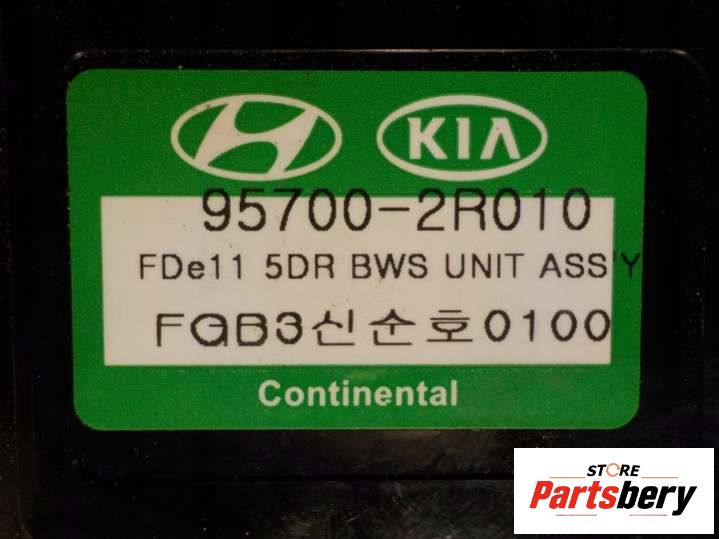 KIA
95700-2R010
FDe11 5DR BWS UNIT ASS'Y
FGB3신순호0100
Continental
STORE
Partsbery